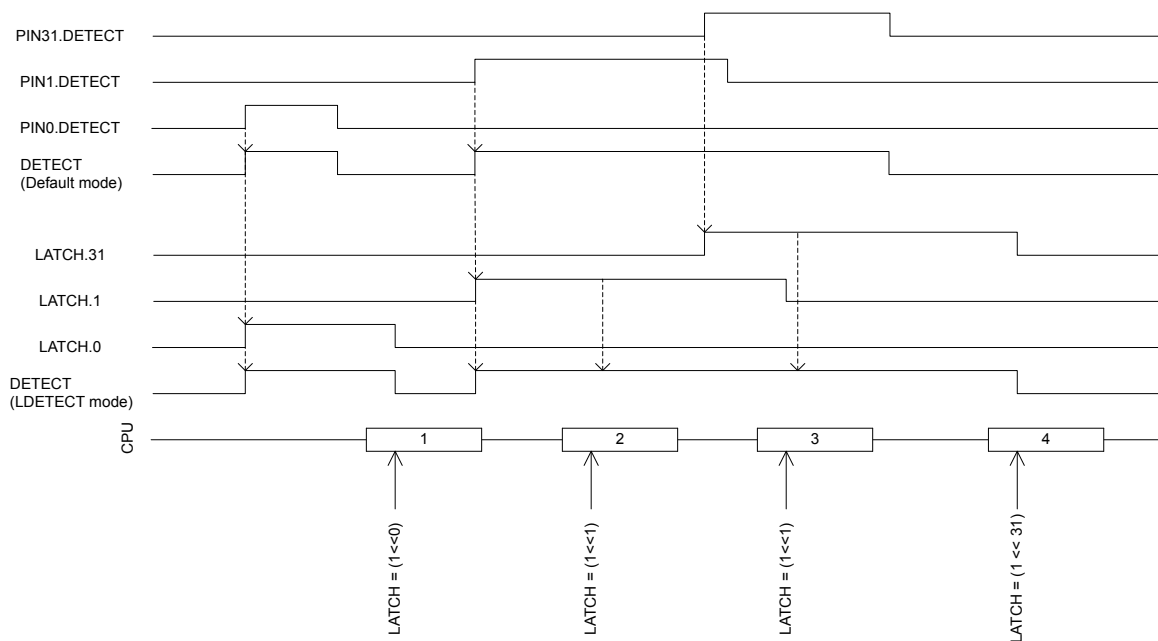 PIN31.DETECT
PIN1.DETECT
PIN0.DETECT
DETECT
(Default mode)
LATCH.31
LATCH.1
LATCH.0
DETECT
(LDETECT mode)
CPU
1
2
3
4
LATCH = (1<<0)
LATCH = (1<<1)
LATCH = (1<<1)
LATCH = (1 << 31)